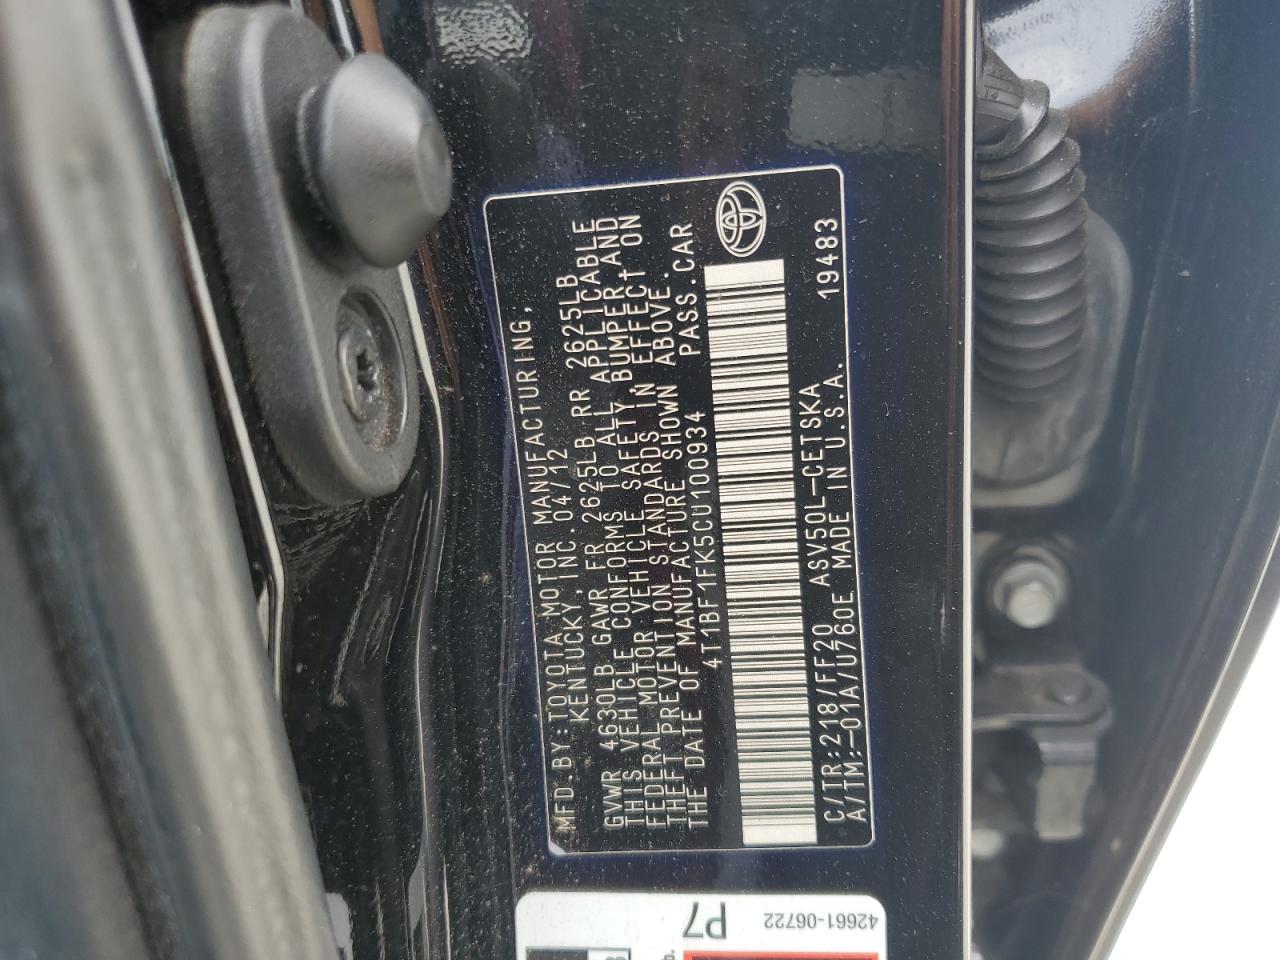 MFD.BY:TOYOTA MOTOR MANUFACTURING,
KENTUCKY,INC. 04/12
GVWR 4630LB GAWR FR 2625LB RR 2625LB
THIS VEHICLE CONFORMS TO ALL APPLICABLE
FEDERAL MOTOR VEHICLE SAFETY,BUMPER,AND
THEFT PREVENTION STANDARDS IN EFFECT ON
THE DATE OF MANUFACTURE SHOWN ABOVE.
4T1BF1FK5CU100934 PASS.CAR
C/TR:218/FF20 ASV50L-CETSKA 19483
A/TM:-01A/U760E MADE IN U.S.A.
P7
42661-06722